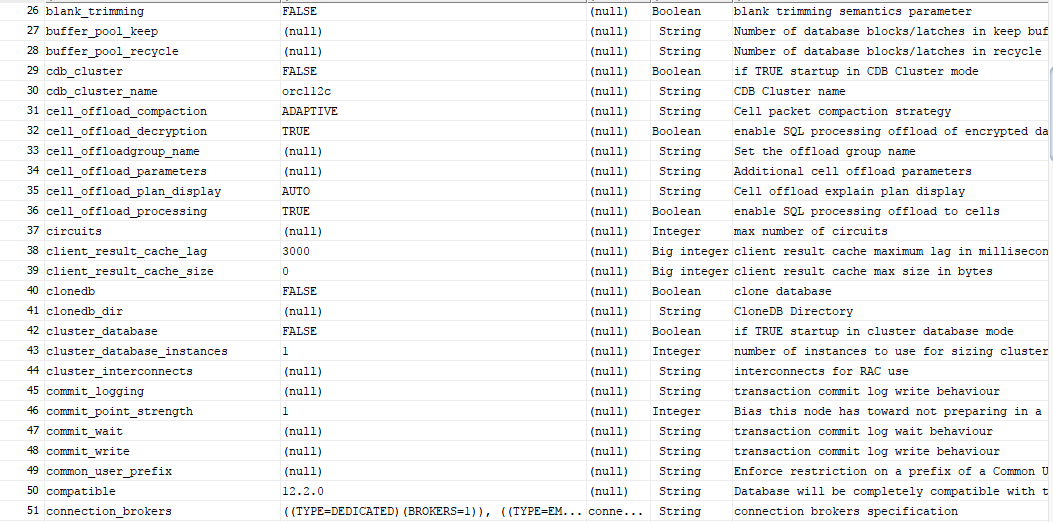 26 blank_trimming FALSE (null) Boolean blank trimming semantics parameter
27 buffer_pool_keep (null) (null) String Number of database blocks/latches in keep buf
28 buffer_pool_recycle (null) (null) String Number of database blocks/latches in recycle
29 cdb_cluster FALSE (null) Boolean if TRUE startup in CDB Cluster mode
30 cdb_cluster_name orcl12c (null) String CDB Cluster name
31 cell_offload_compaction ADAPTIVE (null) String Cell packet compaction strategy
32 cell_offload_decryption TRUE (null) Boolean enable SQL processing offload of encrypted da
33 cell_offloadgroup_name (null) (null) String Set the offload group name
34 cell_offload_parameters (null) (null) String Additional cell offload parameters
35 cell_offload_plan_display AUTO (null) String Cell offload explain plan display
36 cell_offload_processing TRUE (null) Boolean enable SQL processing offload to cells
37 circuits (null) (null) Integer max number of circuits
38 client_result_cache_lag 3000 (null) Big integer client result cache maximum lag in millisecon
39 client_result_cache_size 0 (null) Big integer client result cache max size in bytes
40 clonedb FALSE (null) Boolean clone database
41 clonedb_dir (null) (null) String CloneDB Directory
42 cluster_database FALSE (null) Boolean if TRUE startup in cluster database mode
43 cluster_database_instances 1 (null) Integer number of instances to use for sizing cluster
44 cluster_interconnects (null) (null) String interconnects for RAC use
45 commit_logging (null) (null) String transaction commit log write behaviour
46 commit_point_strength 1 (null) Integer Bias this node has toward not preparing in a
47 commit_wait (null) (null) String transaction commit log wait behaviour
48 commit_write (null) (null) String transaction commit log write behaviour
49 common_user_prefix (null) (null) String Enforce restriction on a prefix of a Common U
50 compatible 12.2.0 (null) String Database will be completely compatible with t
51 connection_brokers ((TYPE=DEDICATED)(BROKERS=1)), ((TYPE=EM... conne... String connection brokers specification